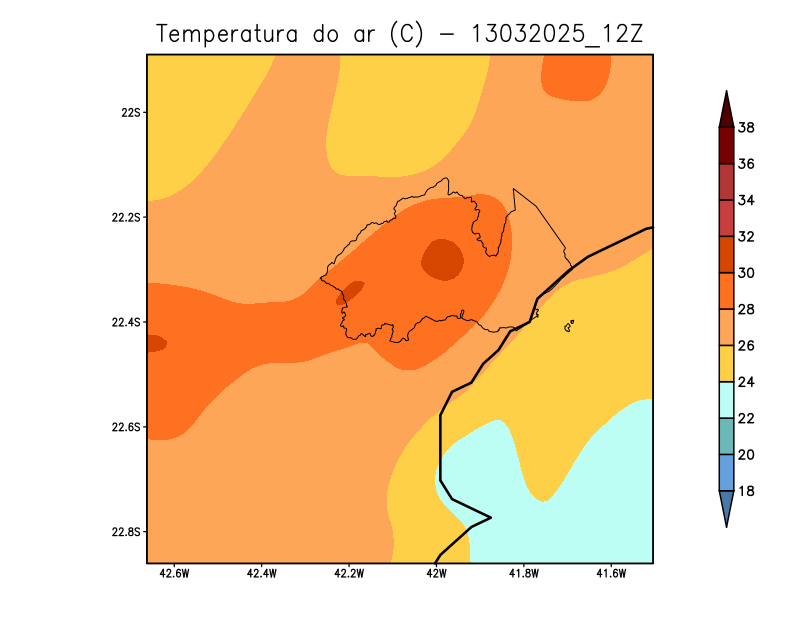 Temperatura do ar (C) - 13032025_12Z
22S
22.2S
22.4S
22.6S
22.8S
42.6W
42.4W
42.2W
42W
41.8W
41.6W
38
36
34
32
30
28
26
24
22
20
18